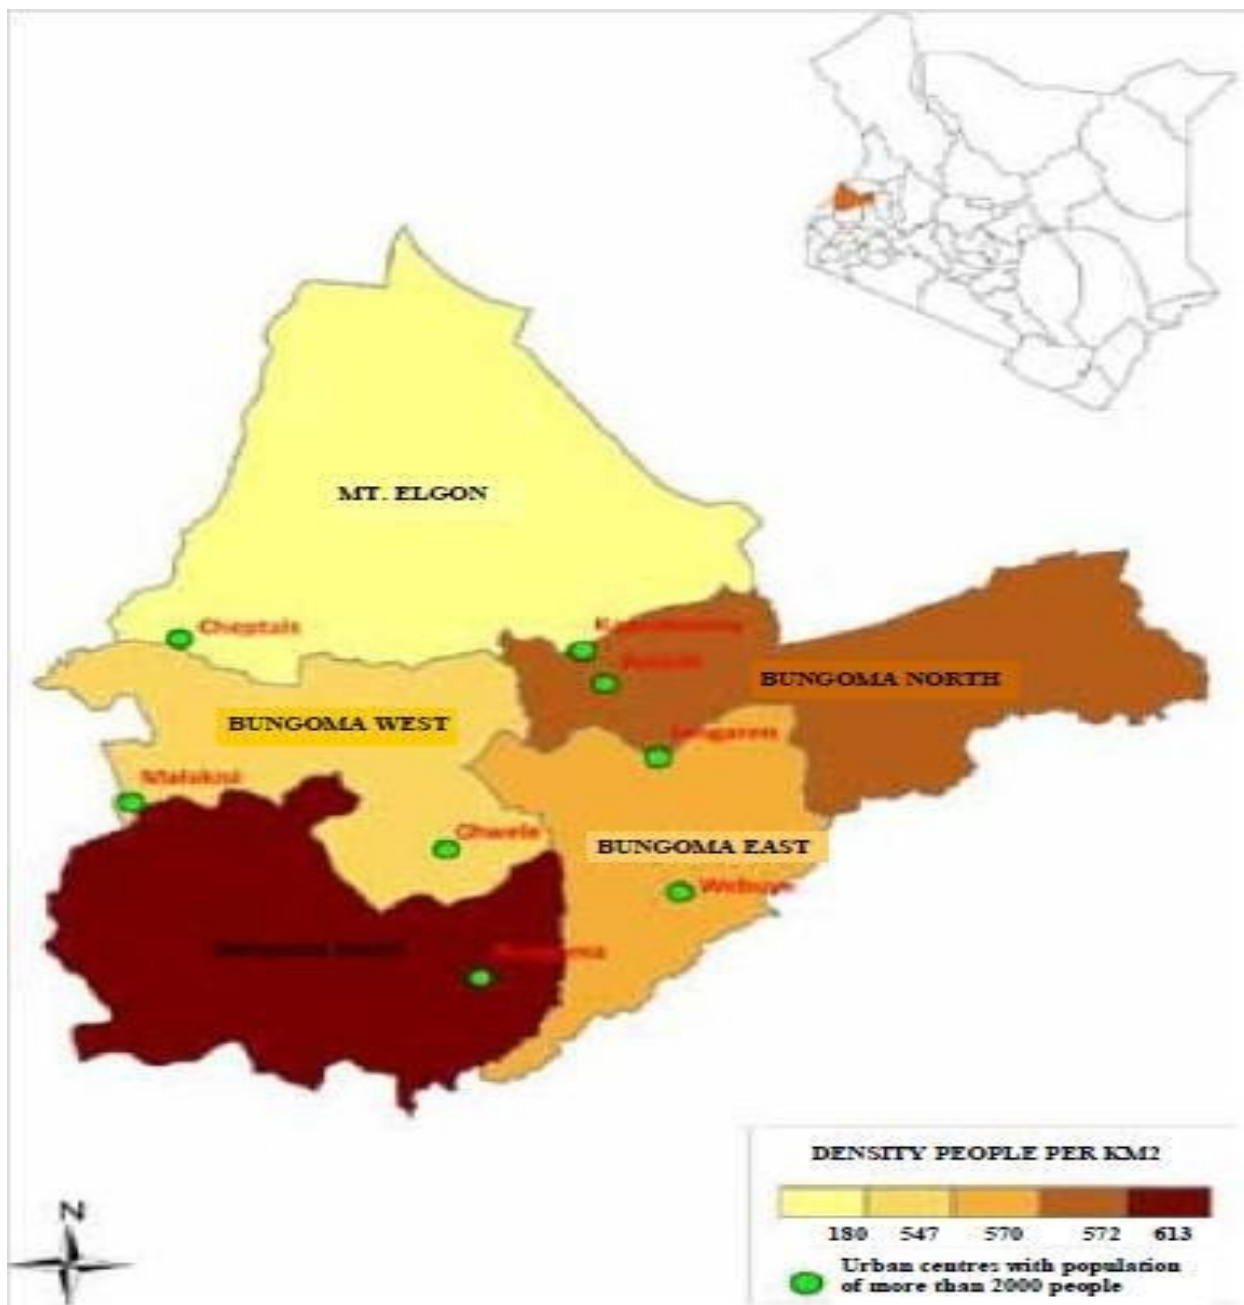 MT. ELGON
Cheptais
BUNGOMA NORTH
BUNGOMA WEST
Malakisi
Chwele
BUNGOMA EAST
Webuye
DENSITY PEOPLE PER KM2
180 547 570 572 613
Urban centres with population
of more than 2000 people
N